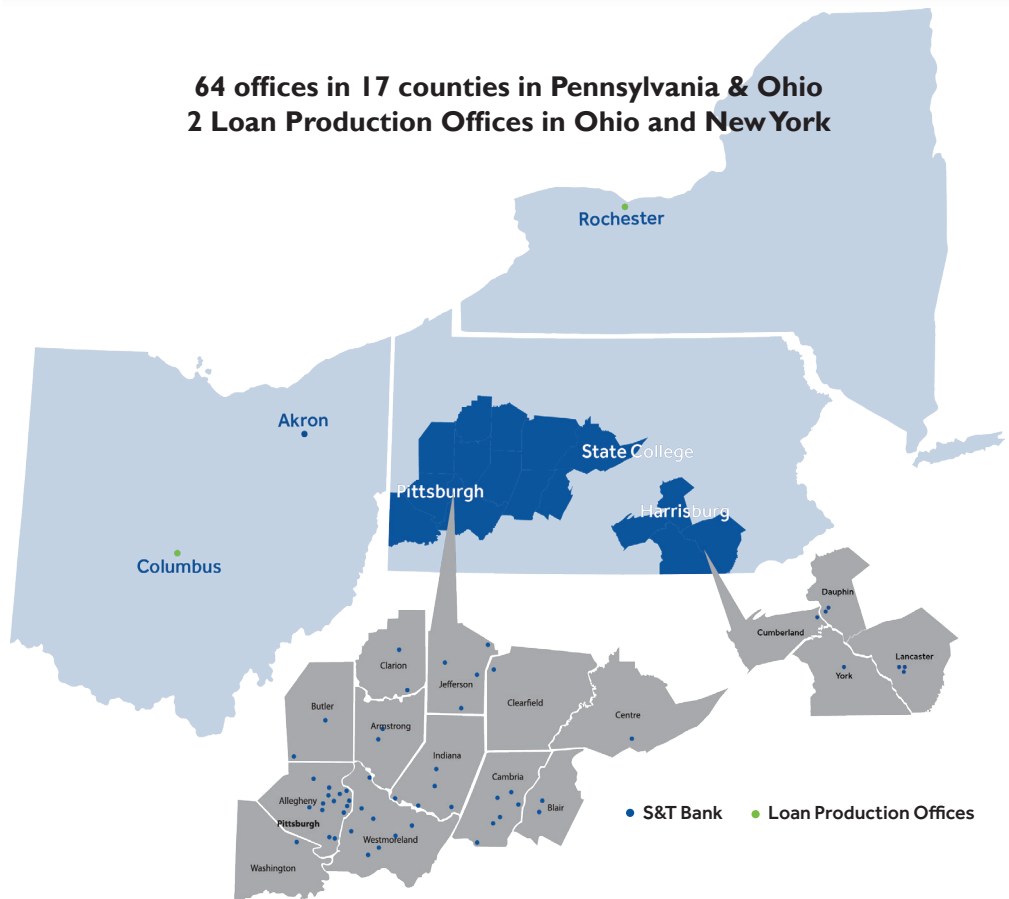 64 offices in 17 counties in Pennsylvania & Ohio
2 Loan Production Offices in Ohio and New York
Rochester
Akron
State College
Pittsburgh
Harrisburg
Columbus
Dauphin
Cumberland
Lancaster
York
Clarion
Jefferson
Clearfield
Butler
Armstrong
Centre
Indiana
Cambria
Allegheny
Blair
Pittsburgh
Westmoreland
Washington
S&T Bank
Loan Production Offices